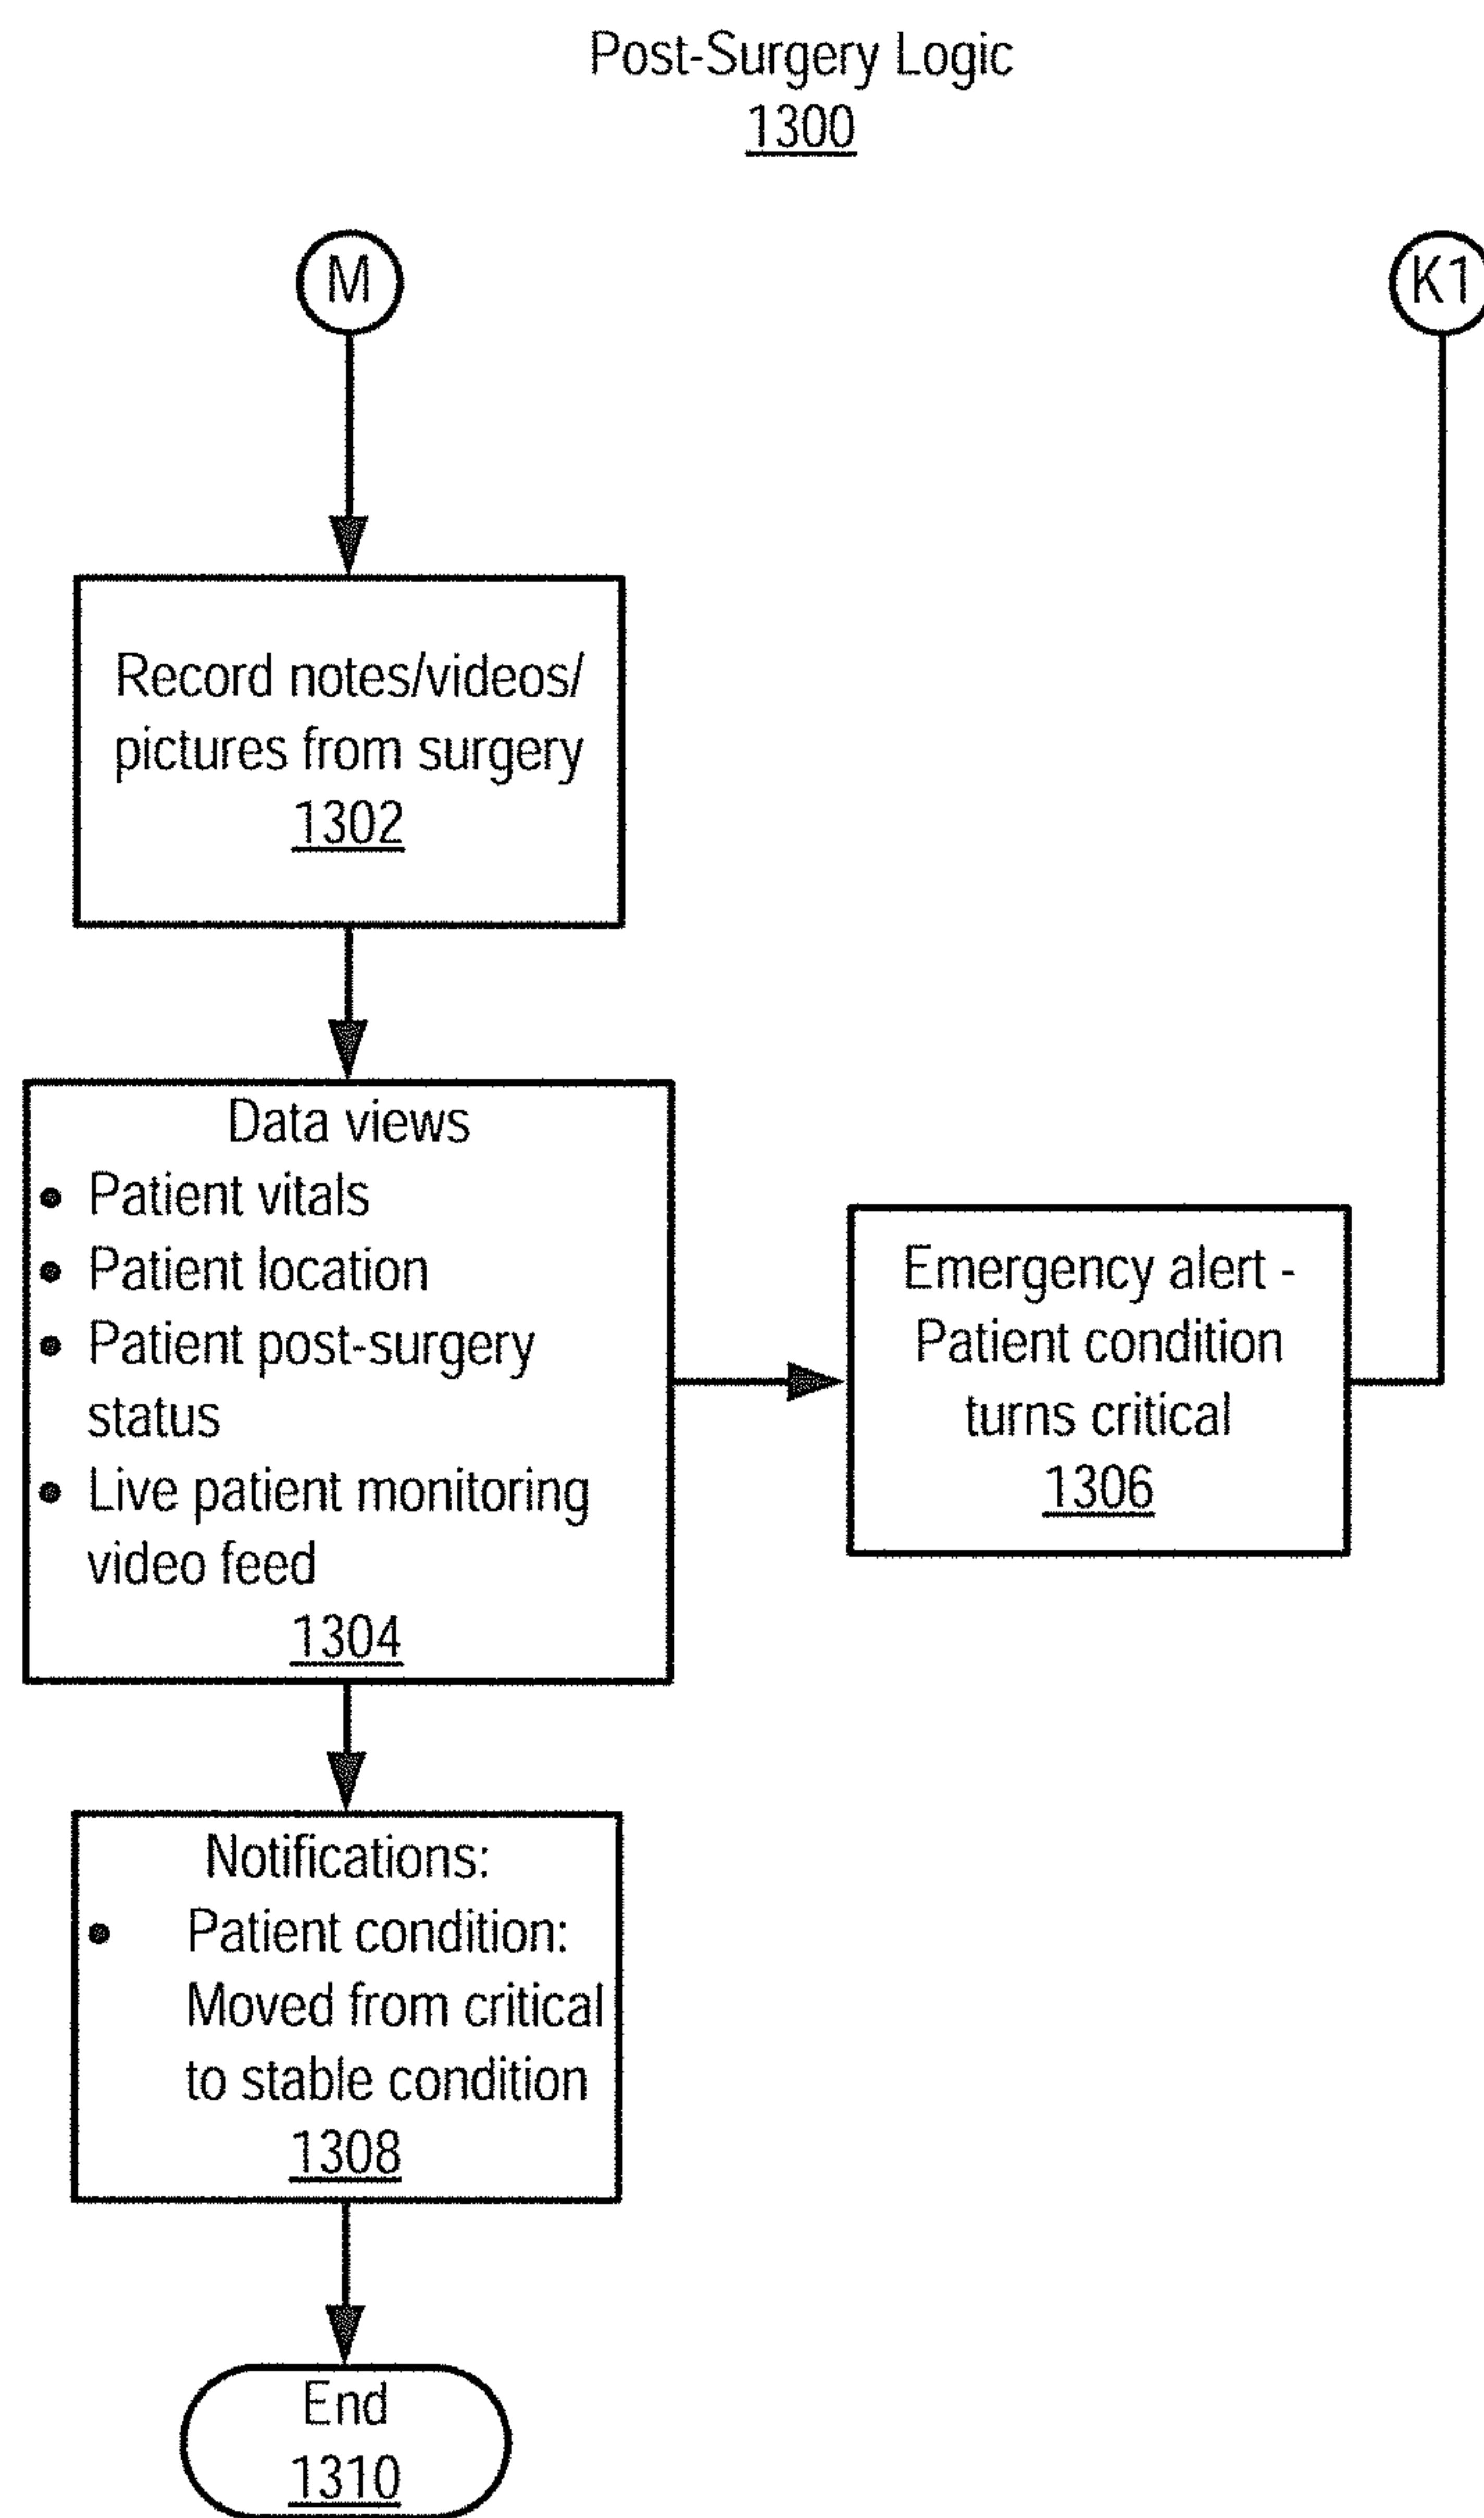 Post-Surgery Logic
1300
M
K1
Record notes/videos/
pictures from surgery
1302
Data views
• Patient vitals
• Patient location
• Patient post-surgery
status
• Live patient monitoring
video feed
1304
Emergency alert -
Patient condition
turns critical
1306
Notifications:
• Patient condition:
Moved from critical
to stable condition
1308
End
1310